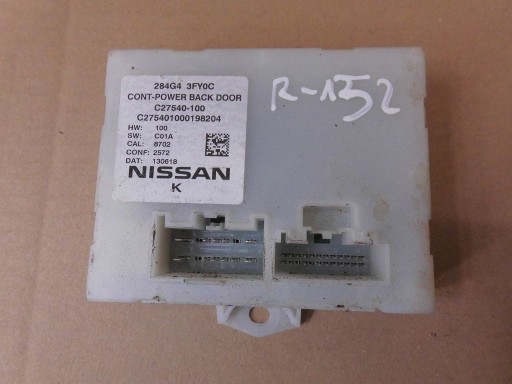 284G4 3FY0C
CONT-POWER BACK DOOR
C27540-100
C275401000198204
HW: 100
SW: C01A
CAL: 8702
CONF: 2572
DAT: 130618
NISSAN
K
R-152